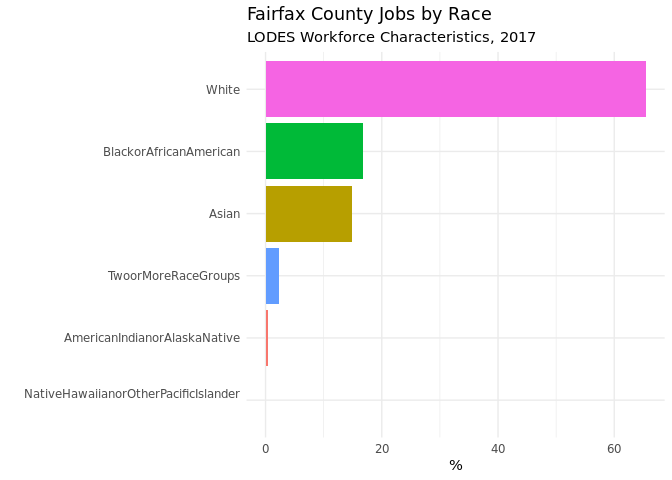 Fairfax County Jobs by Race
LODES Workforce Characteristics, 2017
White
BlackorAfricanAmerican
Asian
TwoorMoreRaceGroups
AmericanIndianorAlaskaNative
NativeHawaiianorOtherPacificIslander
0 20 40 60
%